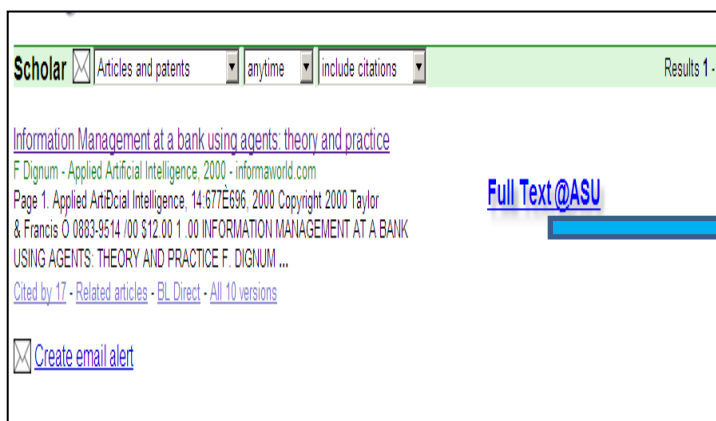 Scholar Articles and patents anytime include citations Results 1 -
Information Management at a bank using agents: theory and practice
F Dignum - Applied Artificial Intelligence, 2000 - informaworld.com
Page 1. Applied ArtiÐcial Intelligence, 14:677È696, 2000 Copyright 2000 Taylor
& Francis O 0883-9514 /00 $12.00 1 .00 INFORMATION MANAGEMENT AT A BANK
USING AGENTS: THEORY AND PRACTICE F. DIGNUM ...
Cited by 17 - Related articles - BL Direct - All 10 versions
Full Text @ASU
Create email alert